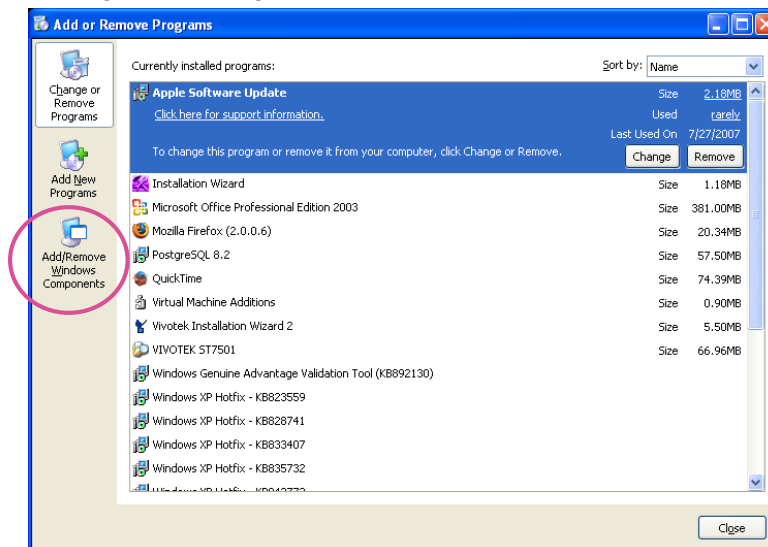 Add or Remove Programs
Change or
Remove
Programs
Add New
Programs
Add/Remove
Windows
Components
Currently installed programs:
Sort by: Name
Apple Software Update Size 2.18MB
Click here for support information. Used rarely
Last Used On 7/27/2007
To change this program or remove it from your computer, click Change or Remove. Change Remove
Installation Wizard Size 1.18MB
Microsoft Office Professional Edition 2003 Size 381.00MB
Mozilla Firefox (2.0.0.6) Size 20.34MB
PostgreSQL 8.2 Size 57.50MB
QuickTime Size 74.39MB
Virtual Machine Additions Size 0.90MB
Vivotek Installation Wizard 2 Size 5.50MB
VIVOTEK ST7501 Size 66.96MB
Windows Genuine Advantage Validation Tool (KB892130)
Windows XP Hotfix - KB823559
Windows XP Hotfix - KB828741
Windows XP Hotfix - KB833407
Windows XP Hotfix - KB835732
Windows XP Hotfix -
Close